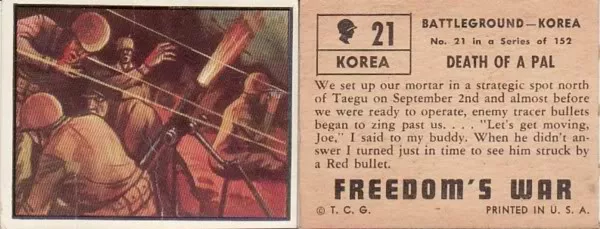 21
KOREA
BATTLEGROUND—KOREA
No. 21 in a Series of 152
DEATH OF A PAL
We set up our mortar in a strategic spot north
of Taegu on September 2nd and almost before
we were ready to operate, enemy tracer bullets
began to zing past us. . . . "Let's get moving,
Joe," I said to my buddy. When he didn't an-
swer I turned just in time to see him struck by
a Red bullet.
FREEDOM'S WAR
© T. C. G.
PRINTED IN U. S. A.